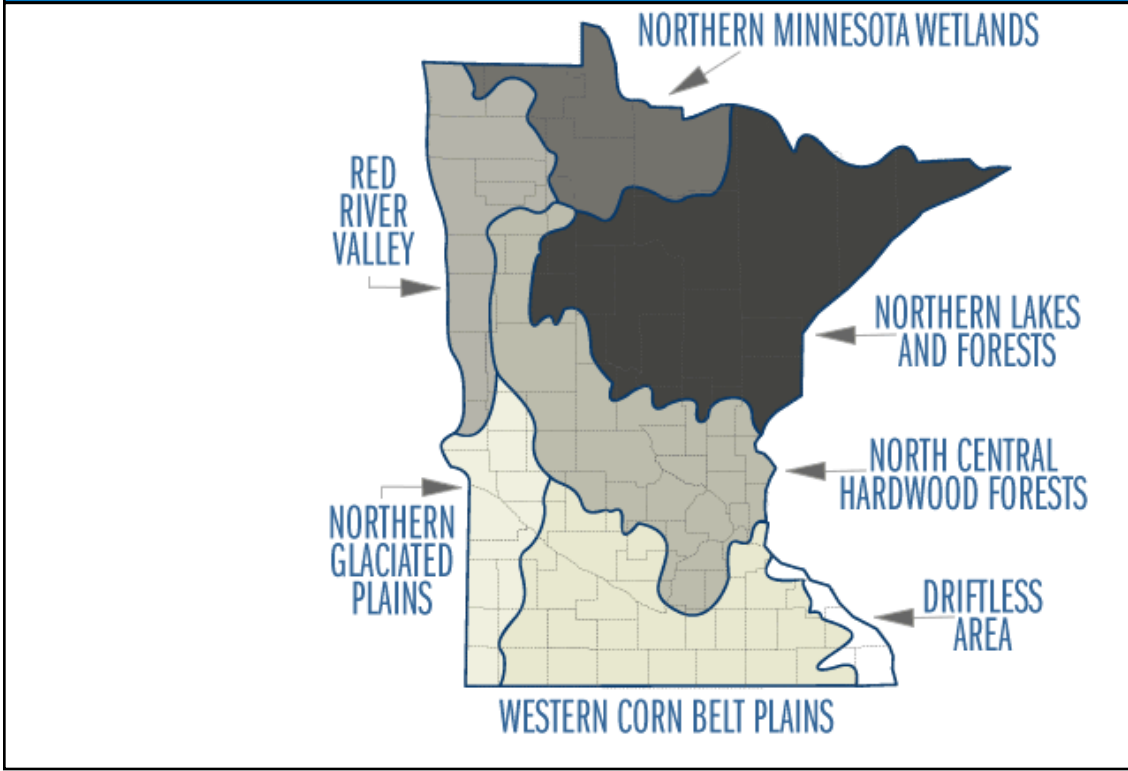 NORTHERN MINNESOTA WETLANDS
RED
RIVER
VALLEY
NORTHERN LAKES
AND FORESTS
NORTH CENTRAL
HARDWOOD FORESTS
NORTHERN
GLACIATED
PLAINS
DRIFTLESS
AREA
WESTERN CORN BELT PLAINS